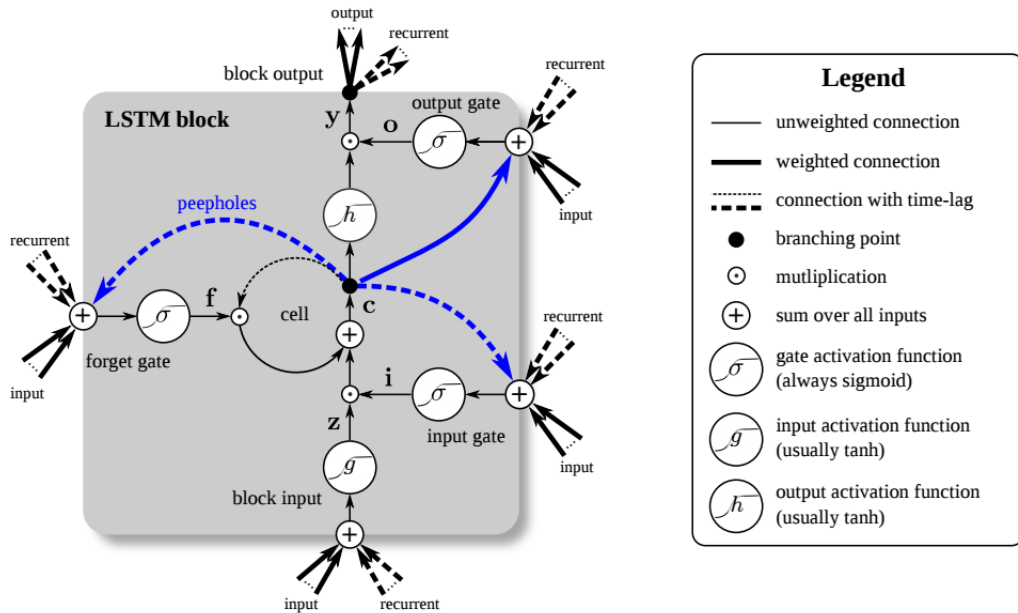 output
recurrent
block output
LSTM block
y
output gate
o
σ
recurrent
input
h
peepholes
recurrent
f
σ
forget gate
input
cell
c
i
σ
input gate
recurrent
input
z
g
block input
input
recurrent
Legend
unweighted connection
weighted connection
connection with time-lag
branching point
mutliplication
sum over all inputs
σ
gate activation function
(always sigmoid)
g
input activation function
(usually tanh)
h
output activation function
(usually tanh)